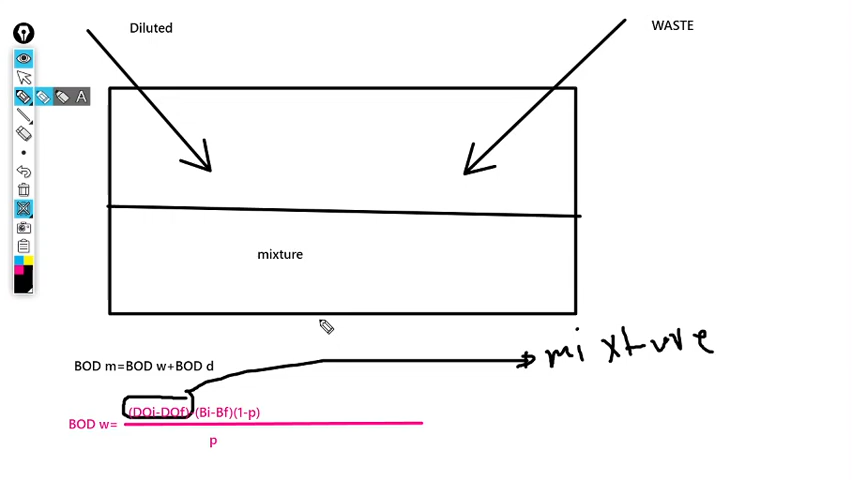 Diluted
WASTE
A
mixture
mixture
BOD m=BOD w+BOD d
(DOi-DOf) (Bi-Bf)(1-p)
BOD w=
p